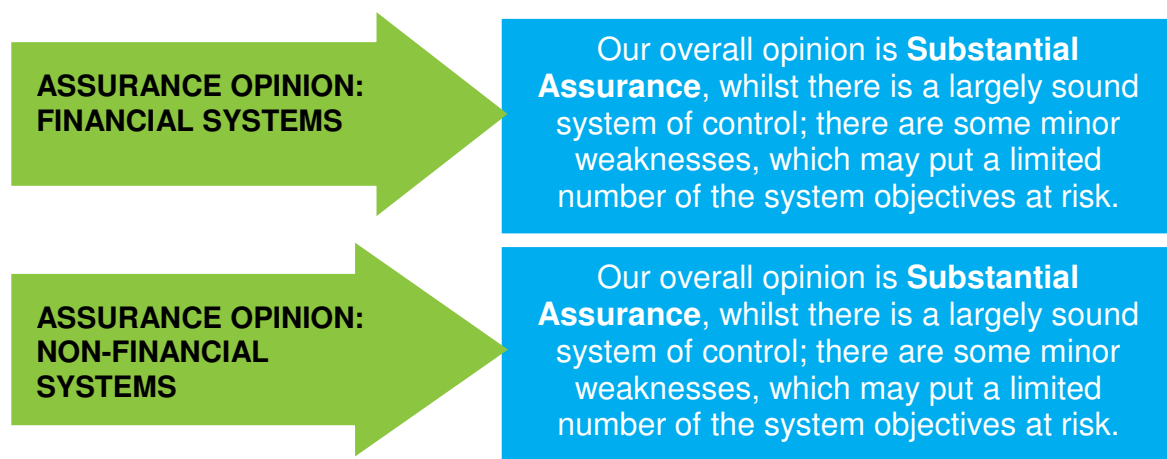 ASSURANCE OPINION:
FINANCIAL SYSTEMS
Our overall opinion is Substantial
Assurance, whilst there is a largely sound
system of control; there are some minor
weaknesses, which may put a limited
number of the system objectives at risk.
ASSURANCE OPINION:
NON-FINANCIAL
SYSTEMS
Our overall opinion is Substantial
Assurance, whilst there is a largely sound
system of control; there are some minor
weaknesses, which may put a limited
number of the system objectives at risk.